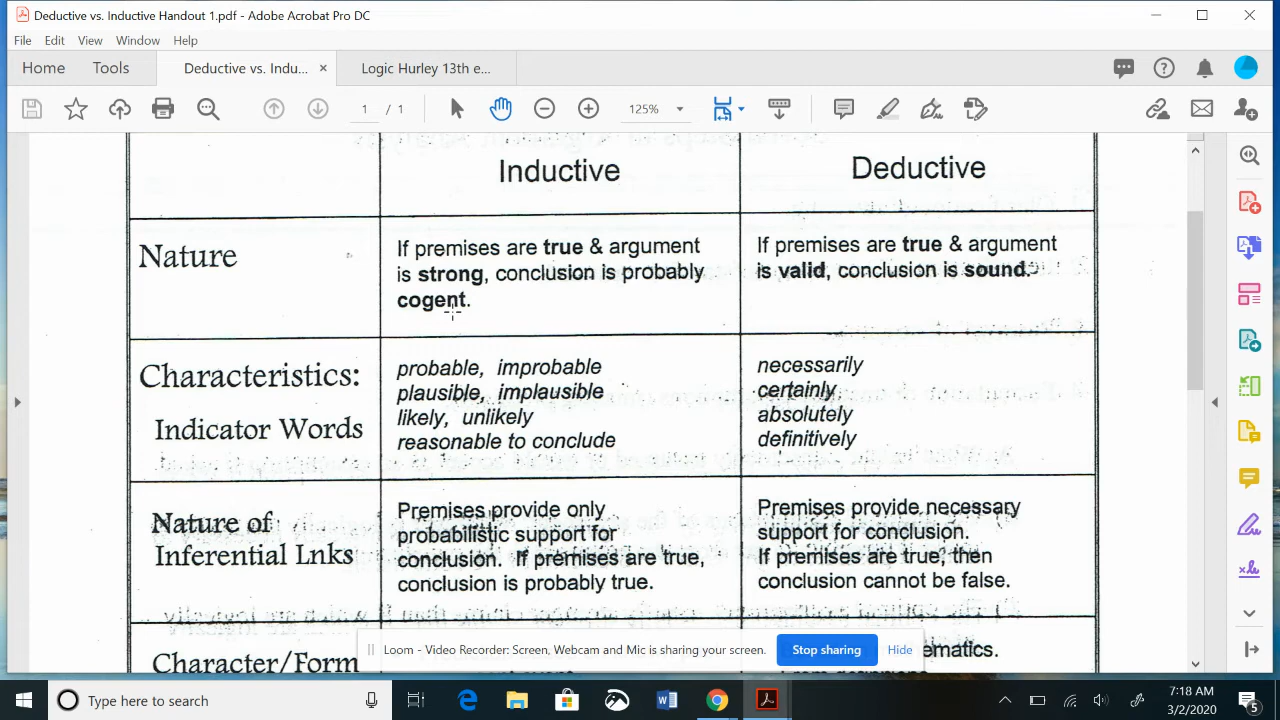 Deductive vs. Inductive Handout 1.pdf - Adobe Acrobat Pro DC
File Edit View Window Help
Home Tools Deductive vs. Indu... × Logic Hurley 13th e...
1 / 1 125%
Inductive Deductive
Nature
If premises are true & argument
is strong, conclusion is probably
cogent.
If premises are true & argument
is valid, conclusion is sound.
Characteristics:
Indicator Words
probable, improbable
plausible, implausible
likely, unlikely
reasonable to conclude
necessarily
certainly
absolutely
definitively
Nature of
Inferential Lnks
Premises provide only
probabilistic support for
conclusion. If premises are true,
conclusion is probably true.
Premises provide necessary
support for conclusion.
If premises are true, then
conclusion cannot be false.
Character/Form
ematics.
Loom - Video Recorder: Screen, Webcam and Mic is sharing your screen. Stop sharing Hide
Type here to search
7:18 AM
3/2/2020
5